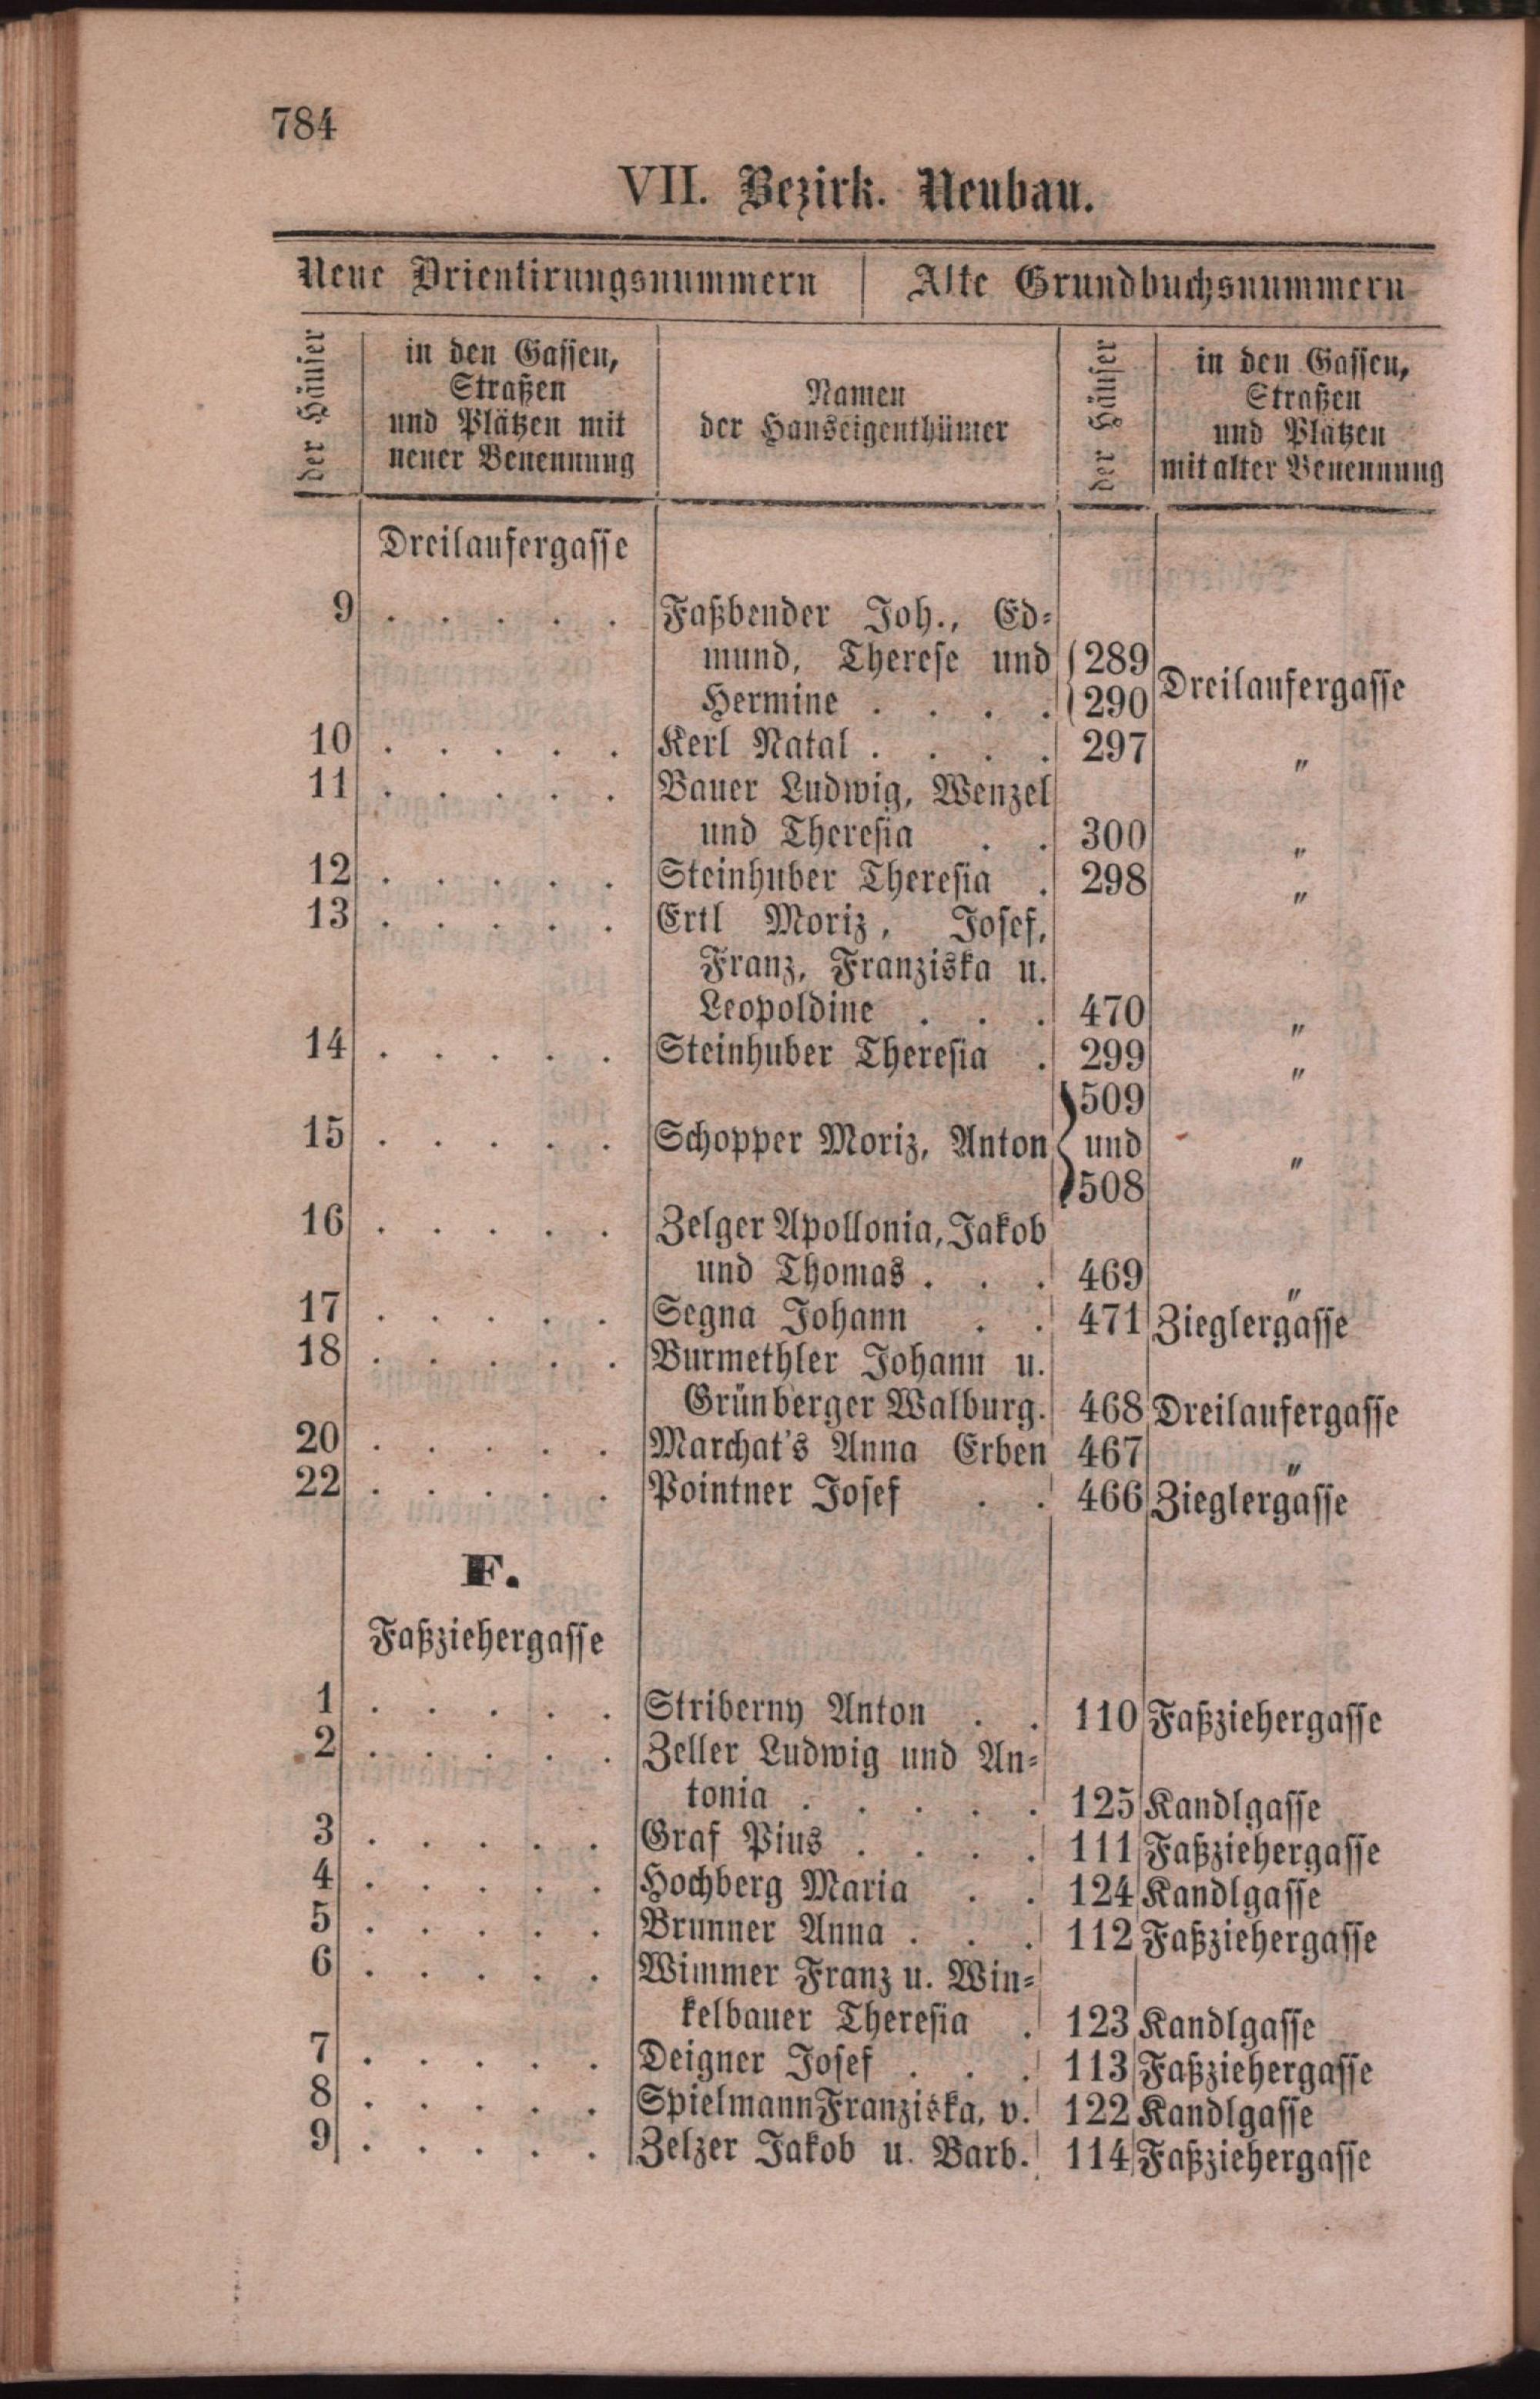 784
VII. Bezirk. Neubau.
Neue Orientirungsnummern Alte Grundbuchsnummern
der Häuser
in den Gassen,
Straßen
und Plätzen mit
neuer Benennung
Namen
der Hauseigenthümer
der Häuser
in den Gassen,
Straßen
und Plätzen
mit alter Benennung
Dreilaufergasse
9 . . . . . Faßbender Joh., Ed-
mund, Therese und 289
Hermine . . . . 290 Dreilaufergasse
10 . . . . . Kerl Natal . . . . 297 "
11 . . . . . Bauer Ludwig, Wenzel
und Theresia . . 300 "
12 . . . . . Steinhuber Theresia . 298 "
13 . . . . . Ertl Moriz, Josef,
Franz, Franziska u.
Leopoldine . . . 470 "
14 . . . . . Steinhuber Theresia . 299 "
509
15 . . . . . Schopper Moriz, Anton und "
508
16 . . . . . Zelger Apollonia, Jakob
und Thomas . . . 469 "
17 . . . . . Segna Johann . . 471 Zieglergasse
18 . . . . . Burmethler Johann u.
Grünberger Walburg. 468 Dreilaufergasse
20 . . . . . Marchat's Anna Erben 467 "
22 . . . . . Pointner Josef . . 466 Zieglergasse
F.
Faßziehergasse
1 . . . . . Striberny Anton . . 110 Faßziehergasse
2 . . . . . Zeller Ludwig und An-
tonia . . . . . 125 Kandlgasse
3 . . . . . Graf Pius . . . . 111 Faßziehergasse
4 . . . . . Hochberg Maria . . 124 Kandlgasse
5 . . . . . Brunner Anna . . . 112 Faßziehergasse
6 . . . . . Wimmer Franz u. Win-
kelbauer Theresia . 123 Kandlgasse
7 . . . . . Deigner Josef . . . 113 Faßziehergasse
8 . . . . . Spielmann Franziska, v. 122 Kandlgasse
9 . . . . . Zelzer Jakob u. Barb. 114 Faßziehergasse